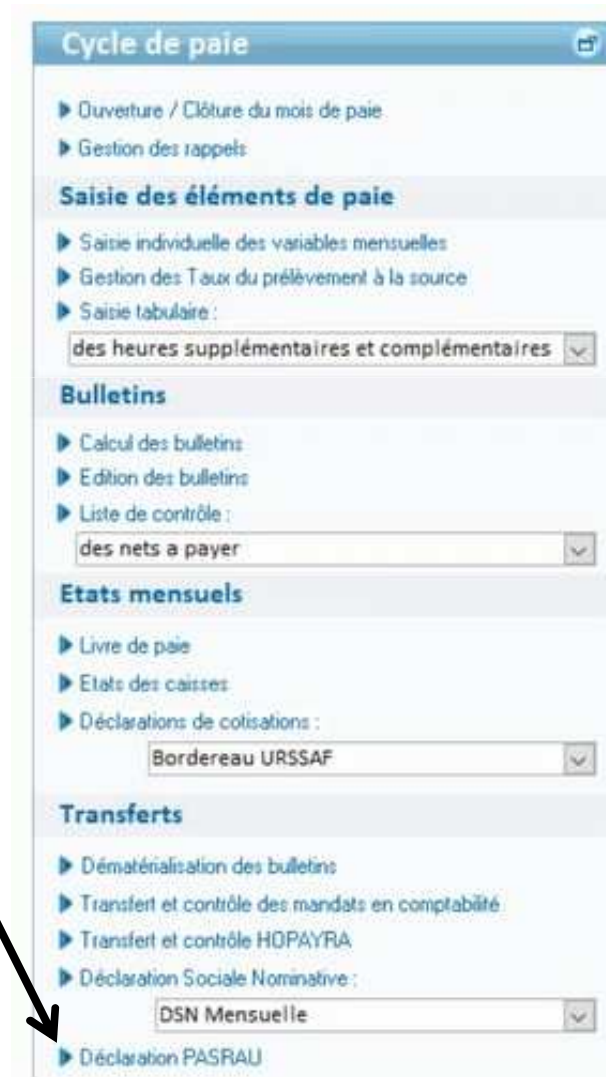 Cycle de paie
Ouverture / Clôture du mois de paie
Gestion des rappels
Saisie des éléments de paie
Saisie individuelle des variables mensuelles
Gestion des Taux du prélèvement à la source
Saisie tabulaire :
des heures supplémentaires et complémentaires
Bulletins
Calcul des bulletins
Edition des bulletins
Liste de contrôle :
des nets a payer
Etats mensuels
Livre de paie
Etats des caisses
Déclarations de cotisations :
Bordereau URSSAF
Transferts
Dématérialisation des bulletins
Transfert et contrôle des mandats en comptabilité
Transfert et contrôle HOPAYRA
Déclaration Sociale Nominative :
DSN Mensuelle
Déclaration PASRAU